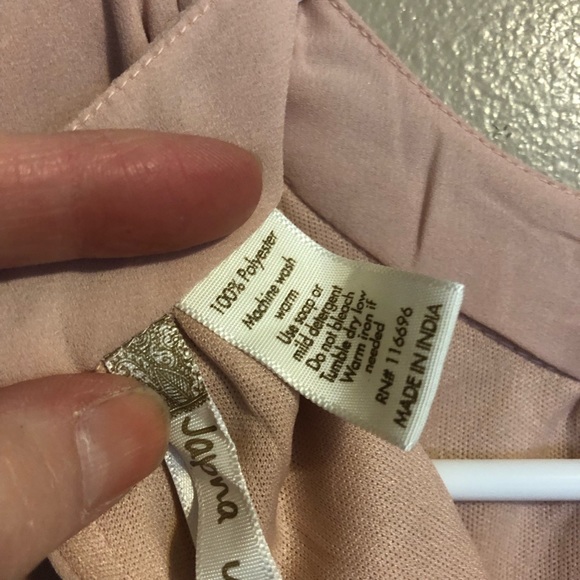 100% Polyester
Machine wash
warm
Use soap or
mild detergent
Do not bleach
Tumble dry low
Warm iron if
needed
RN# 116696
MADE IN INDIA
Japna